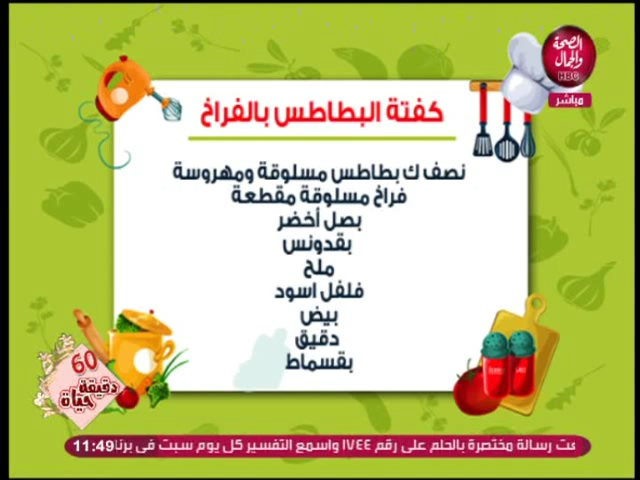 الصحة
والجمال
HBC
مباشر
كفتة البطاطس بالفراخ
نصف ك بطاطس مسلوقة ومهروسة
فراخ مسلوقة مقطعة
بصل أخضر
بقدونس
ملح
فلفل اسود
بيض
دقيق
بقسماط
60
دقيقة
حياة
عت رسالة مختصرة بالحلم على رقم ١٧٤٤ واسمع التفسير كل يوم سبت فى برنا
11:49